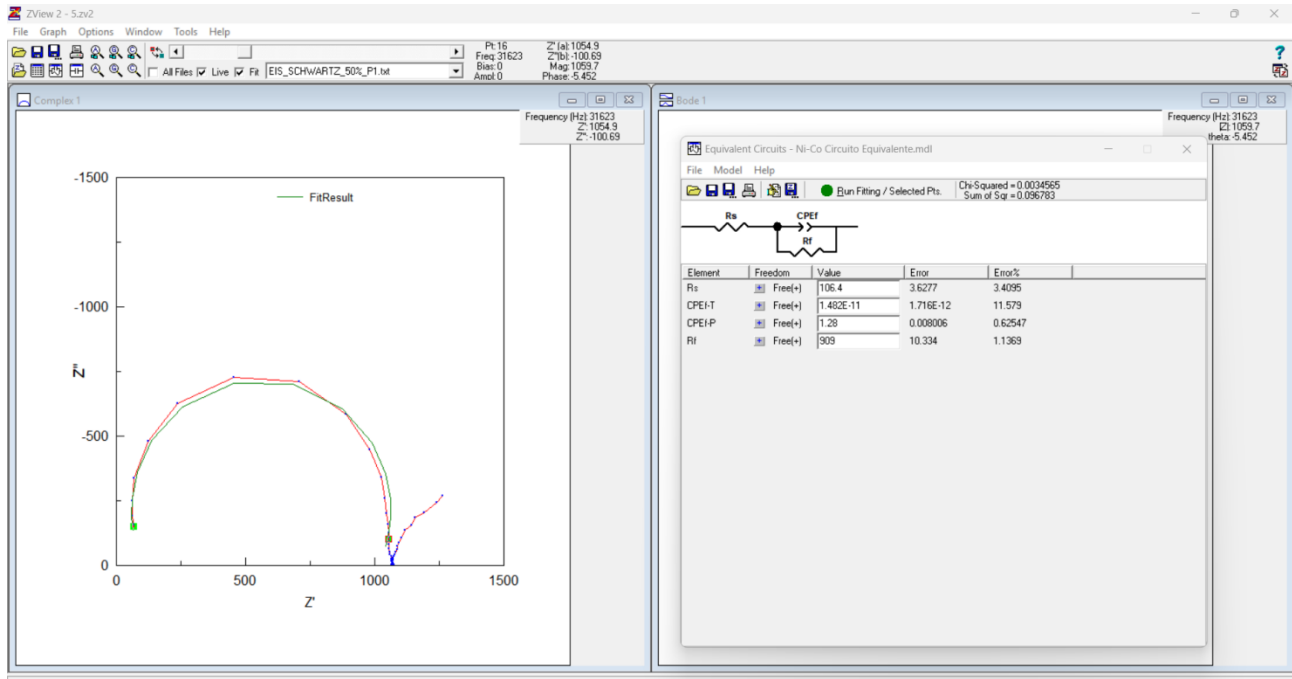 ZView 2 - 5.zv2
File Graph Options Window Tools Help
All Files Live Fit EIS_SCHWARTZ_50%_P1.txt
Pt: 16
Freq: 31623
Bias: 0
Ampl: 0
Z' (a): 1054.9
Z''(b): -100.69
Mag: 1059.7
Phase: -5.452
Complex 1
Frequency (Hz): 31623
Z': 1054.9
Z'': -100.69
-1500
-1000
-500
0
Z''
FitResult
0 500 1000 1500
Z'
Bode 1
Frequency (Hz): 31623
|Z|: 1059.7
theta: -5.452
Equivalent Circuits - Ni-Co Circuito Equivalente.mdl
File Model Help
Run Fitting / Selected Pts.
Chi-Squared = 0.0034565
Sum of Sqr = 0.096783
Rs CPEf
Rf
Element Freedom Value Error Error%
Rs Free(+) 106.4 3.6277 3.4095
CPEf-T Free(+) 1.482E-11 1.716E-12 11.579
CPEf-P Free(+) 1.28 0.008006 0.62547
Rf Free(+) 909 10.334 1.1369